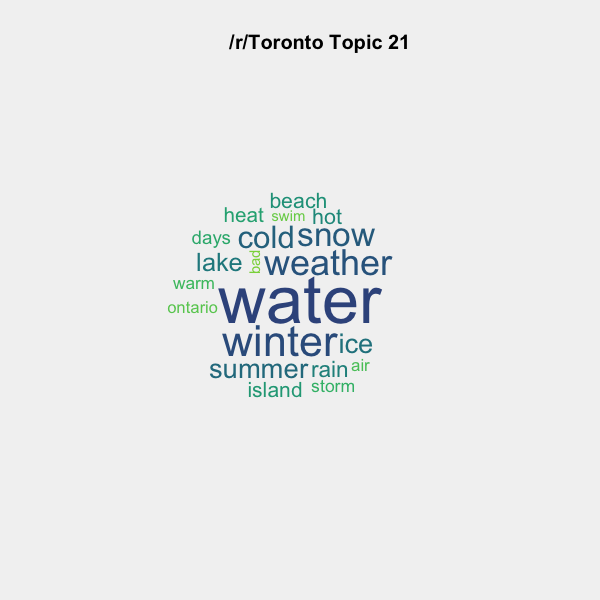 /r/Toronto Topic 21
beach
heat swim hot
days cold snow
lake bad weather
warm
ontario water
winter ice
summer rain air
island storm